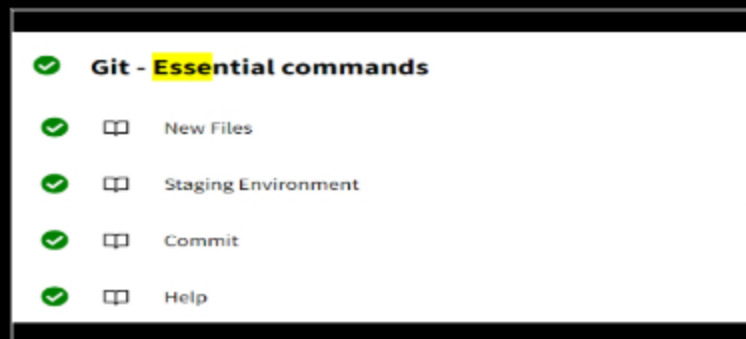 Git - Essential commands
New Files
Staging Environment
Commit
Help